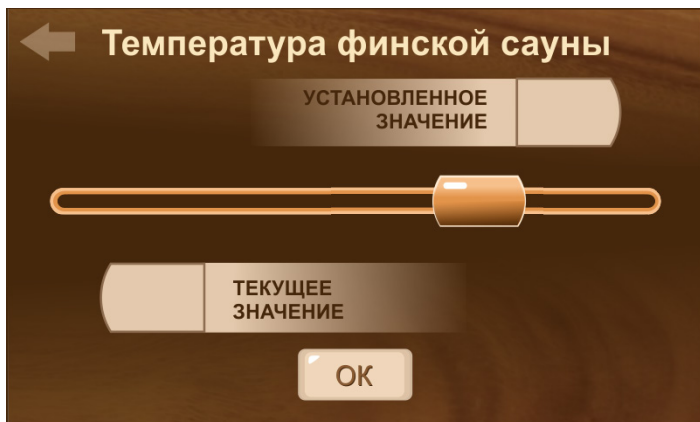 Температура финской сауны
УСТАНОВЛЕННОЕ
ЗНАЧЕНИЕ
ТЕКУЩЕЕ
ЗНАЧЕНИЕ
ОК